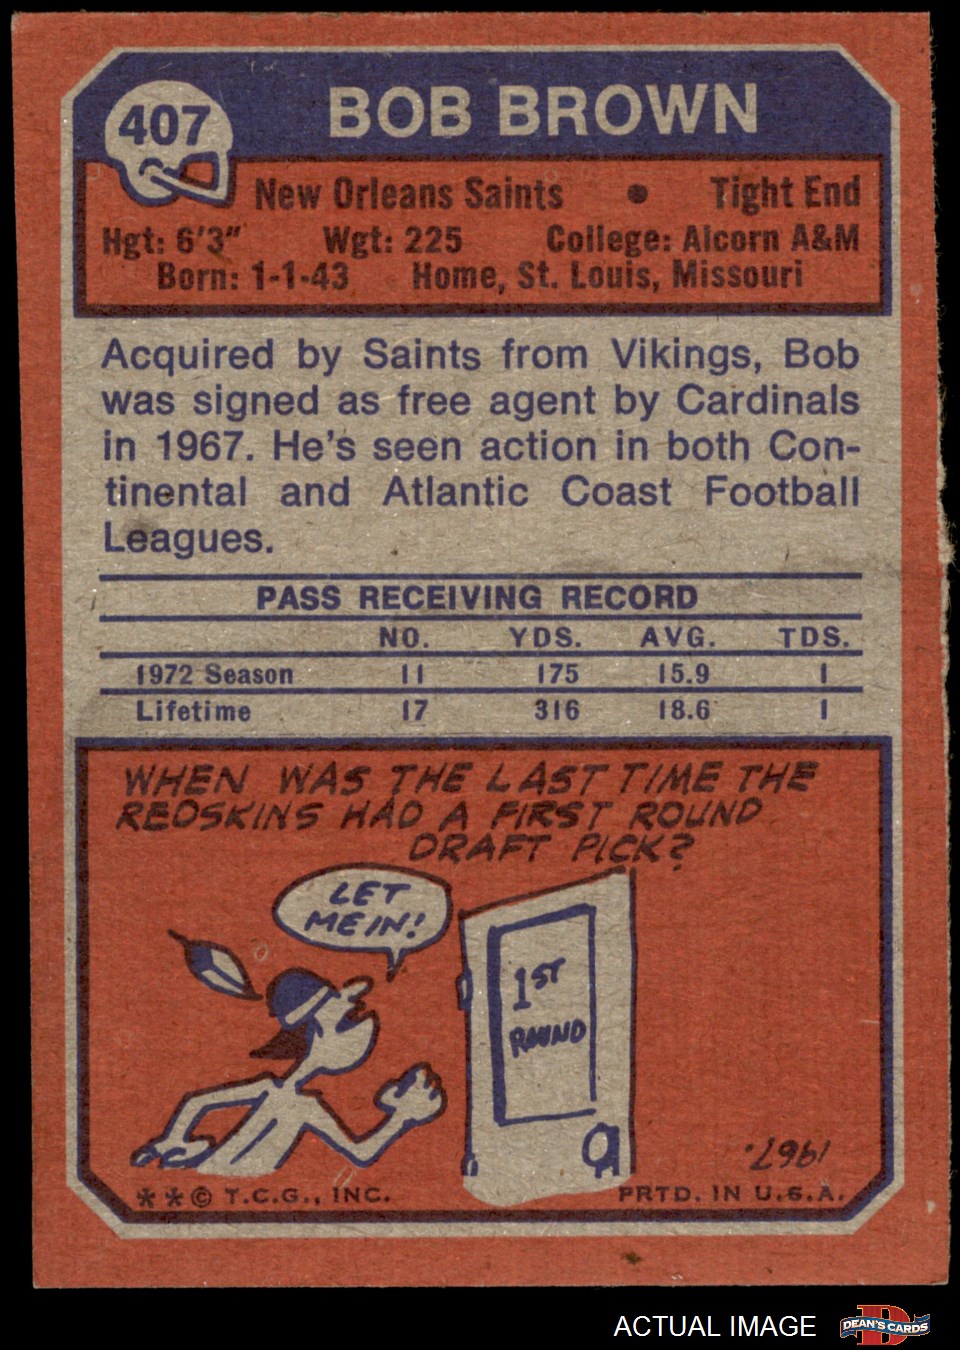 407
BOB BROWN
New Orleans Saints • Tight End
Hgt: 6'3" Wgt: 225 College: Alcorn A&M
Born: 1-1-43 Home, St. Louis, Missouri
Acquired by Saints from Vikings, Bob
was signed as free agent by Cardinals
in 1967. He's seen action in both Con-
tinental and Atlantic Coast Football
Leagues.
PASS RECEIVING RECORD
NO. YDS. AVG. TDS.
1972 Season 11 175 15.9 1
Lifetime 17 316 18.6 1
WHEN WAS THE LAST TIME THE
REDSKINS HAD A FIRST ROUND
DRAFT PICK?
LET
ME IN!
1ST
ROUND
1967.
**© T.C.G., INC. PRTD. IN U.S.A.
ACTUAL IMAGE
D
DEAN'S CARDS